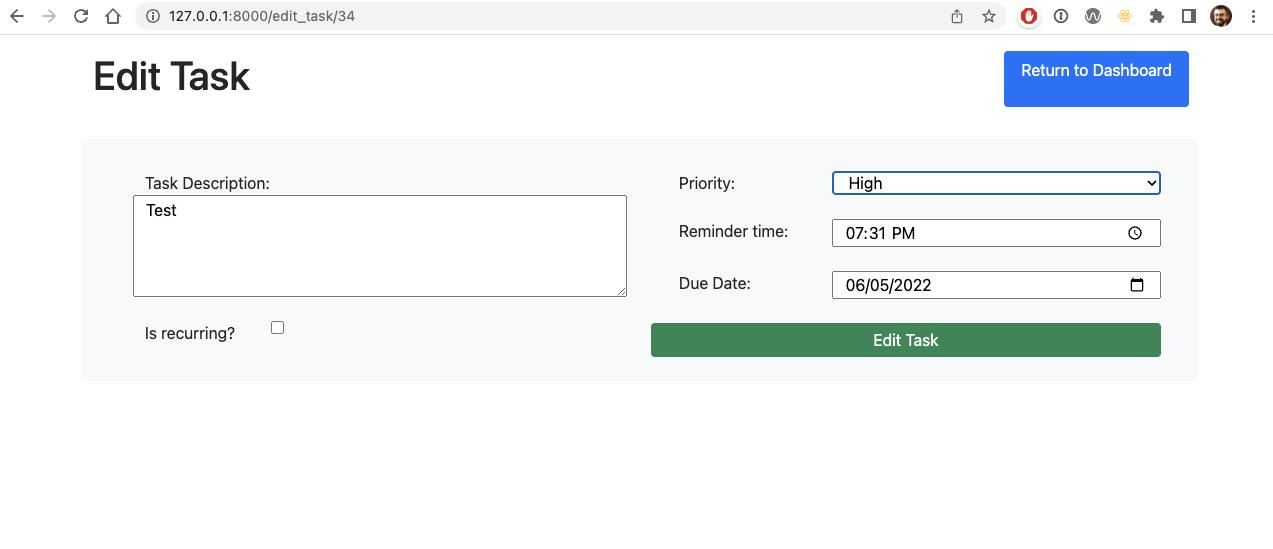 127.0.0.1:8000/edit_task/34
Edit Task
Return to Dashboard
Task Description:
Test
Is recurring?
Priority:
High
Reminder time:
07:31 PM
Due Date:
06/05/2022
Edit Task